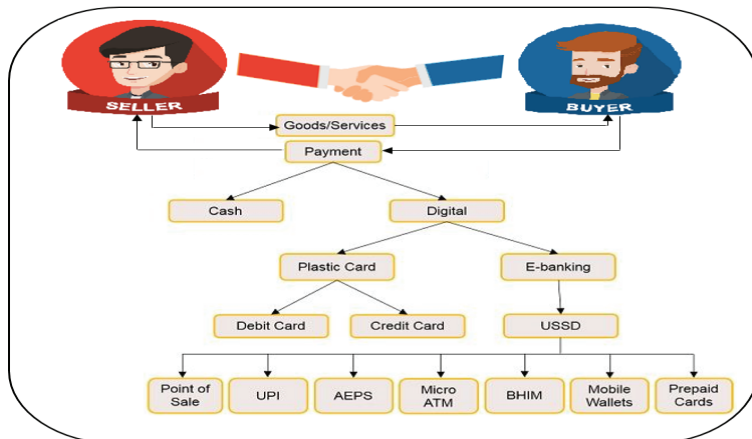 SELLER
BUYER
Goods/Services
Payment
Cash
Digital
Plastic Card
E-banking
Debit Card
Credit Card
USSD
Point of
Sale
UPI
AEPS
Micro
ATM
BHIM
Mobile
Wallets
Prepaid
Cards